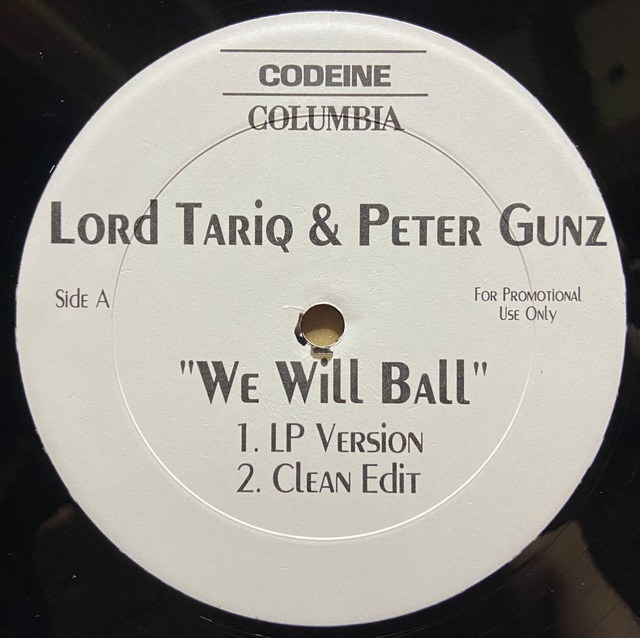 CODEINE
COLUMBIA
Lord Tariq & Peter Gunz
Side A
For Promotional
Use Only
"We Will Ball"
1. LP Version
2. Clean Edit